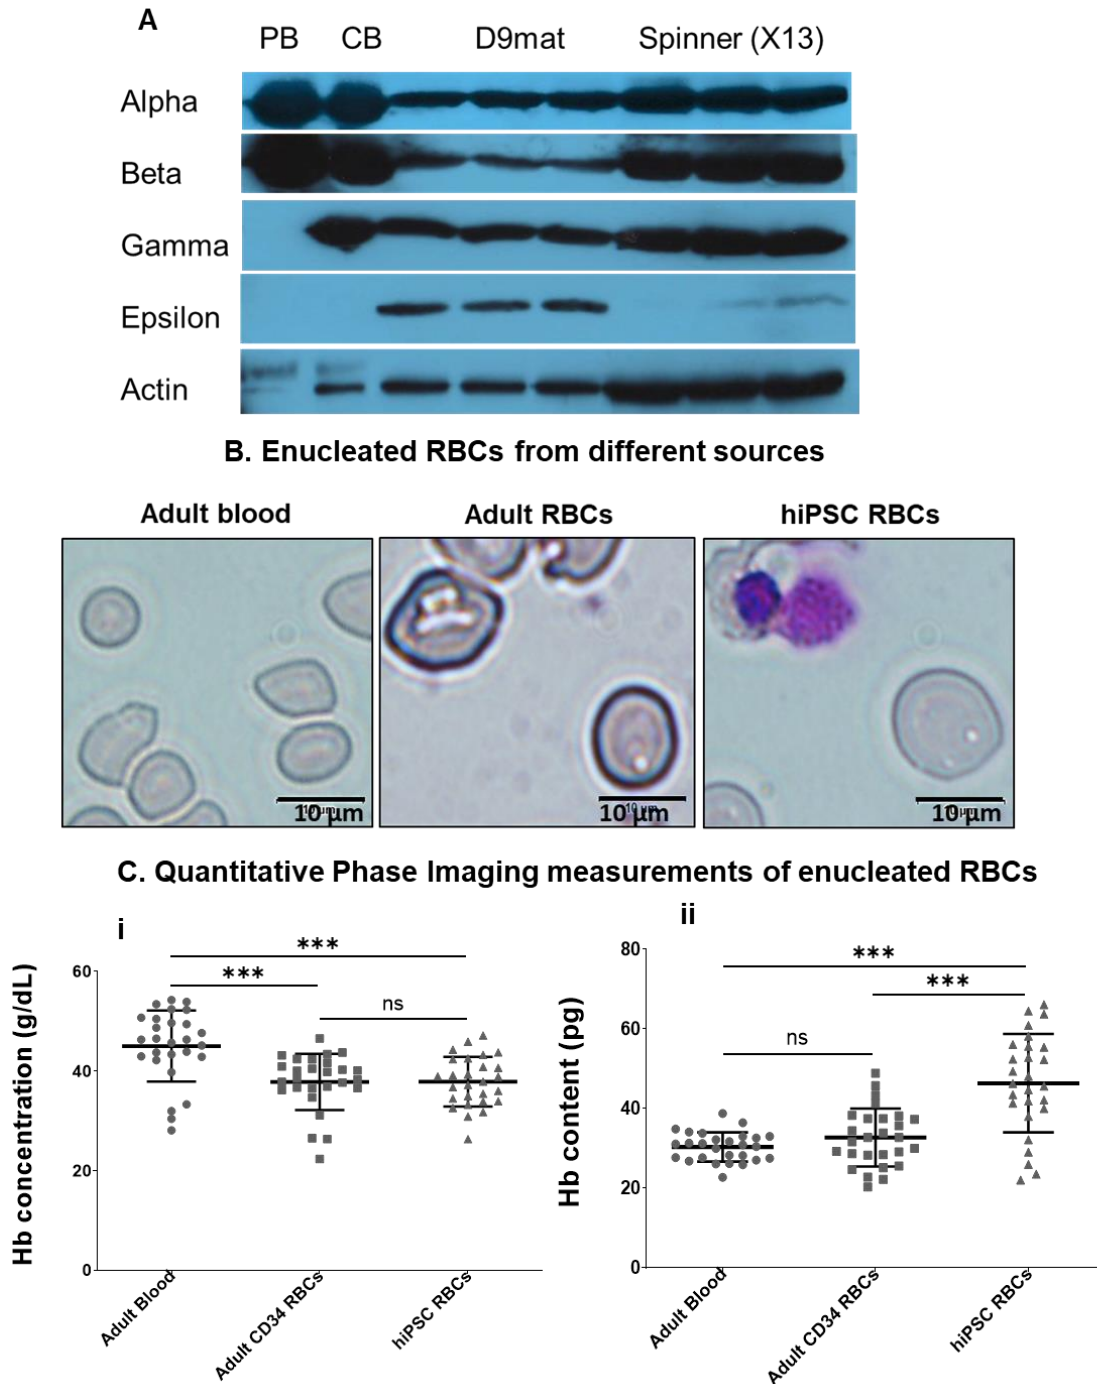 A
PB CB D9mat Spinner (X13)
Alpha
Beta
Gamma
Epsilon
Actin
B. Enucleated RBCs from different sources
Adult blood Adult RBCs hiPSC RBCs
10 µm 10 µm 10 µm
C. Quantitative Phase Imaging measurements of enucleated RBCs
i
Hb concentration (g/dL)
60
40
20
0
***
***
ns
Adult Blood
Adult CD34 RBCs
hiPSC RBCs
ii
Hb content (pg)
80
60
40
20
0
***
***
ns
Adult Blood
Adult CD34 RBCs
hiPSC RBCs